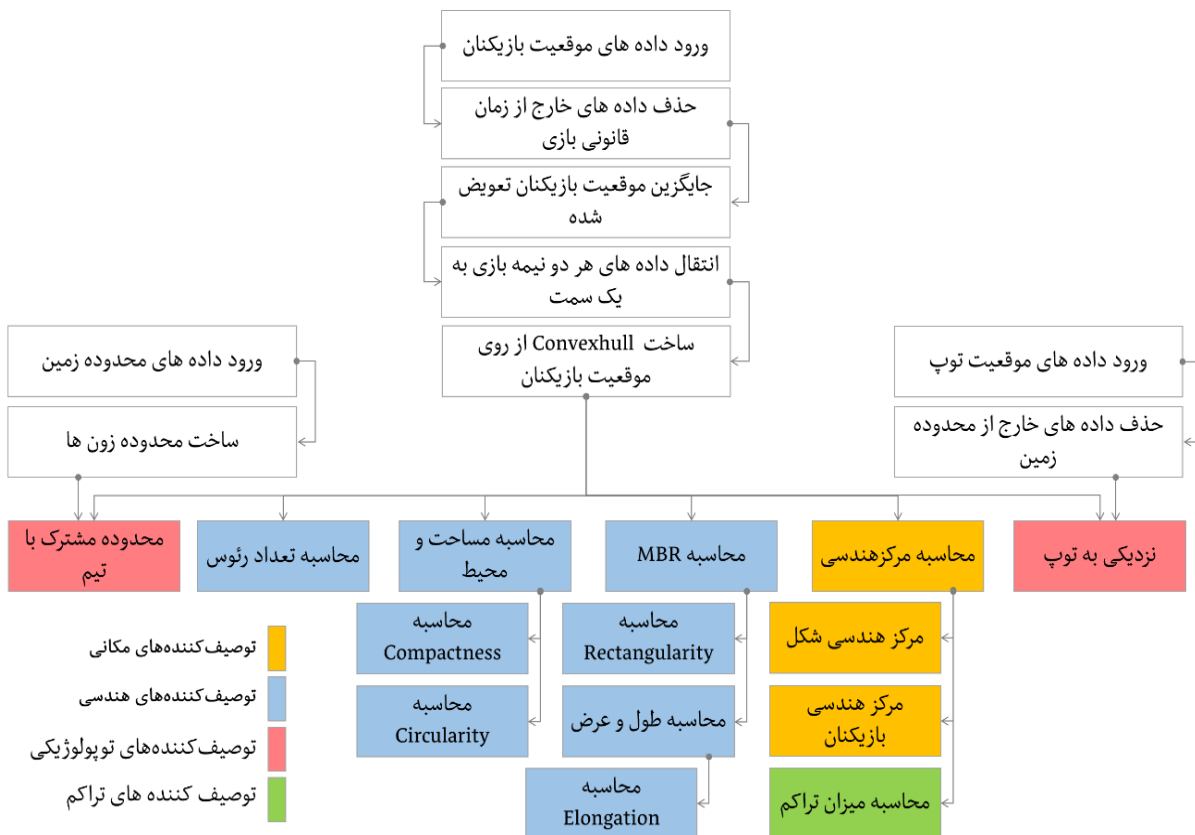 ورود داده های موقعیت بازیکنان
حذف داده های خارج از زمان
قانونی بازی
جایگزین موقعیت بازیکنان تعویض
شده
انتقال داده های هر دو نیمه بازی به
یک سمت
ساخت Convexhull از روی
موقعیت بازیکنان
ورود داده های موقعیت توپ
حذف داده های خارج از محدوده
زمین
ورود داده های محدوده زمین
ساخت محدوده زون ها
نزدیکی به توپ
محاسبه مرکزهندسی
محاسبه MBR
محاسبه مساحت و
محیط
محاسبه تعداد رئوس
محدوده مشترک با
تیم
مرکز هندسی شکل
مرکز هندسی
بازیکنان
محاسبه میزان تراکم
محاسبه
Rectangularity
محاسبه طول و عرض
محاسبه
Elongation
محاسبه
Compactness
محاسبه
Circularity
توصیف‌کننده‌های مکانی
توصیف‌کننده‌های هندسی
توصیف‌کننده‌های توپولوژیکی
توصیف کننده های تراکم